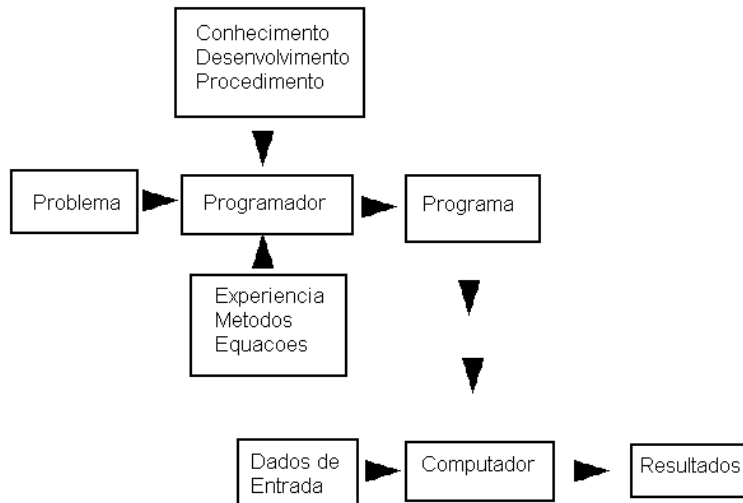 Conhecimento
Desenvolvimento
Procedimento
Problema
Programador
Programa
Experiencia
Metodos
Equacoes
Dados de
Entrada
Computador
Resultados